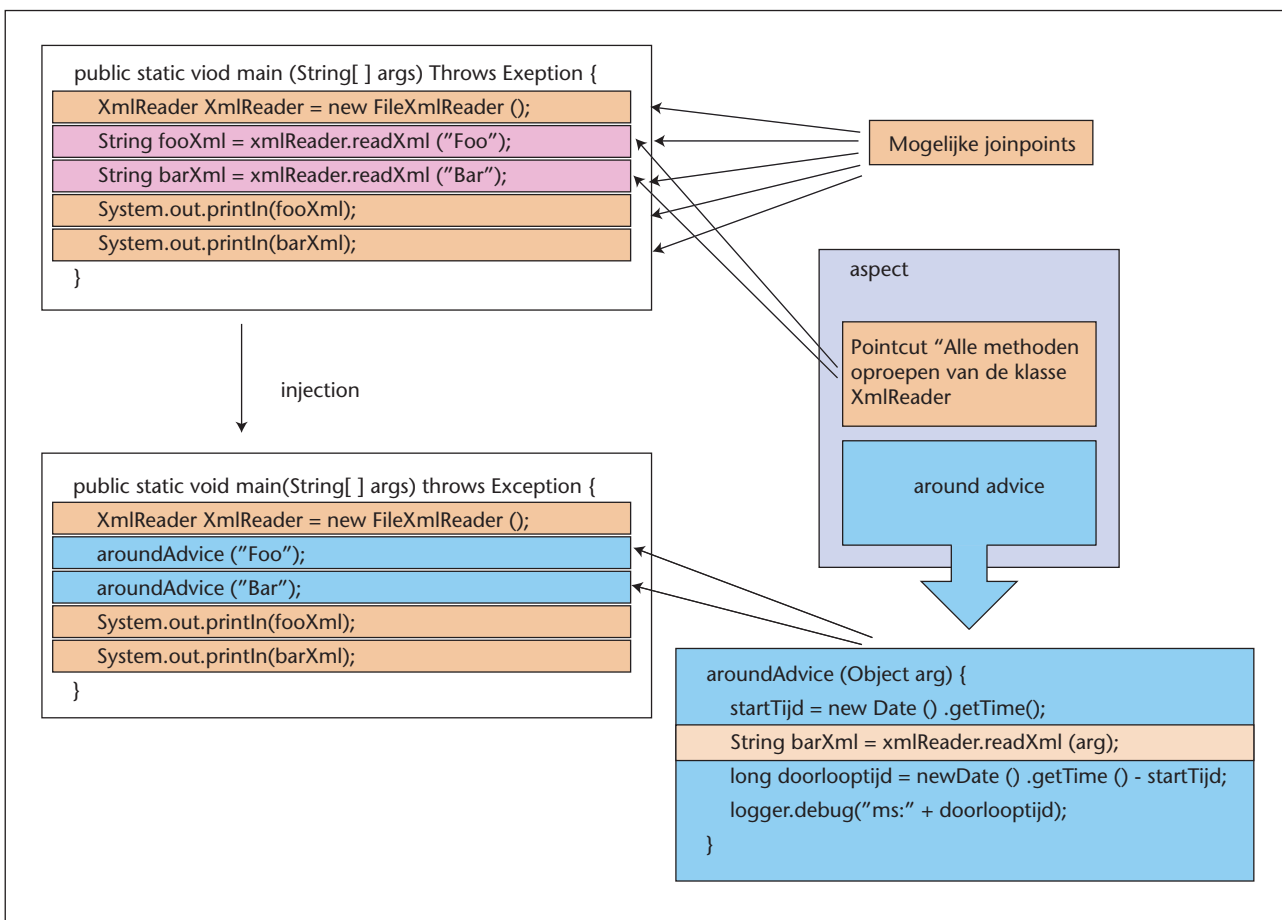 public static viod main (String[ ] args) Throws Exeption {
XmlReader XmlReader = new FileXmlReader ();
String fooXml = xmlReader.readXml (”Foo”);
String barXml = xmlReader.readXml (”Bar”);
System.out.printIn(fooXml);
System.out.printIn(barXml);
}
Mogelijke joinpoints
aspect
Pointcut “Alle methoden
oproepen van de klasse
XmlReader
around advice
injection
public static void main(String[ ] args) throws Exception {
XmlReader XmlReader = new FileXmlReader ();
aroundAdvice (”Foo”);
aroundAdvice (”Bar”);
System.out.printIn(fooXml);
System.out.printIn(barXml);
}
aroundAdvice (Object arg) {
startTijd = new Date () .getTime();
String barXml = xmlReader.readXml (arg);
long doorlooptijd = newDate () .getTime () - startTijd;
logger.debug(”ms:” + doorlooptijd);
}